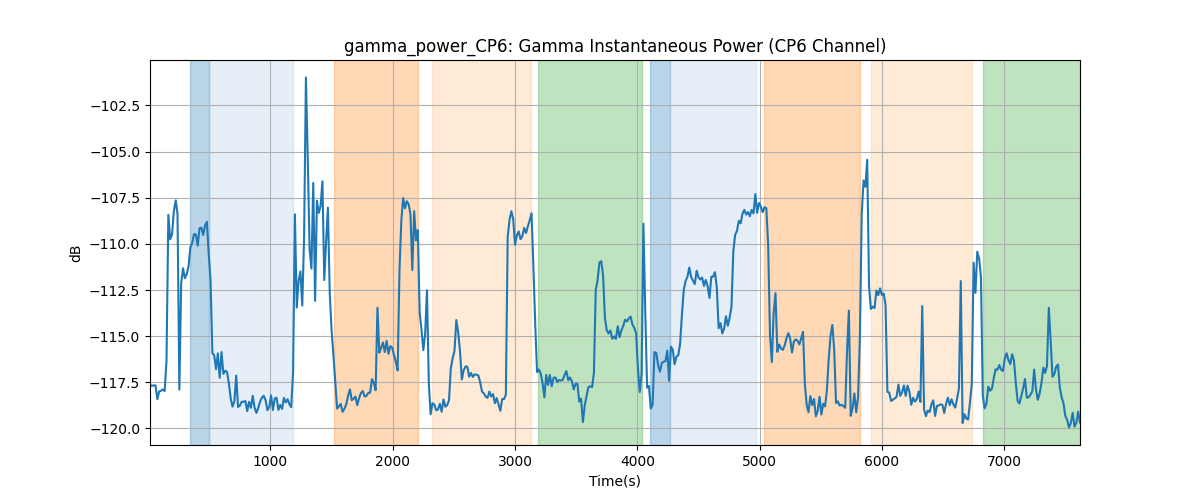 gamma_power_CP6: Gamma Instantaneous Power (CP6 Channel)
−102.5
−105.0
−107.5
−110.0
−112.5
−115.0
−117.5
−120.0
dB
1000 2000 3000 4000 5000 6000 7000
Time(s)